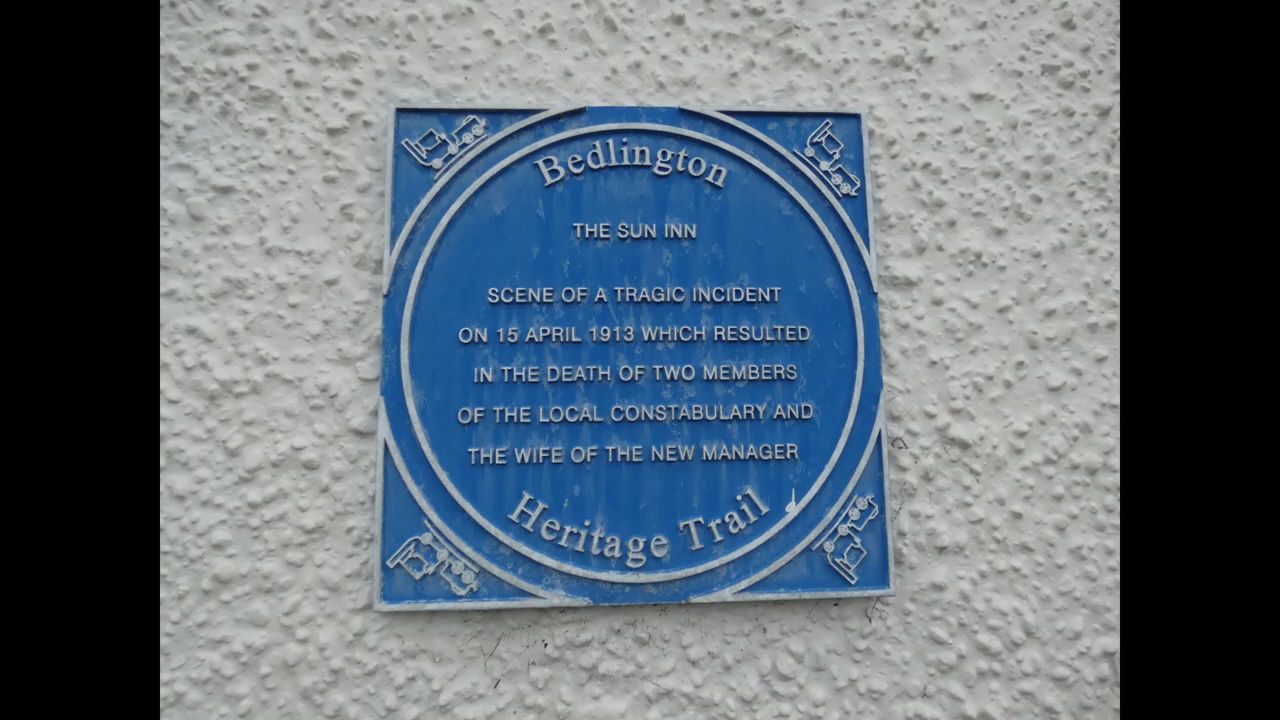 Bedlington
THE SUN INN
SCENE OF A TRAGIC INCIDENT
ON 15 APRIL 1913 WHICH RESULTED
IN THE DEATH OF TWO MEMBERS
OF THE LOCAL CONSTABULARY AND
THE WIFE OF THE NEW MANAGER
Heritage Trail